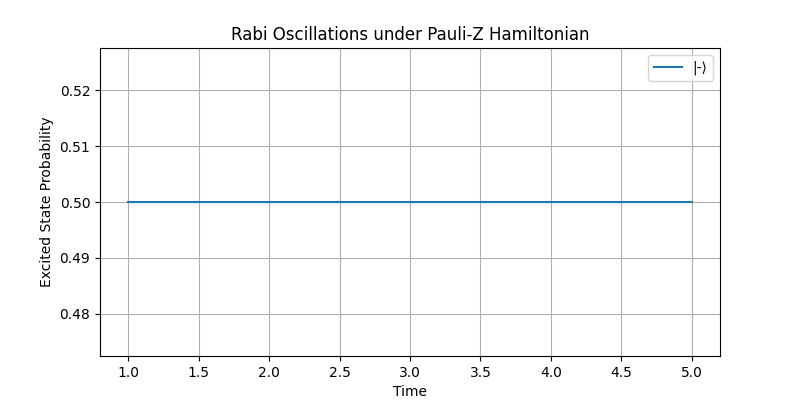 Rabi Oscillations under Pauli-Z Hamiltonian
|-⟩
Excited State Probability
0.52
0.51
0.50
0.49
0.48
1.0 1.5 2.0 2.5 3.0 3.5 4.0 4.5 5.0
Time